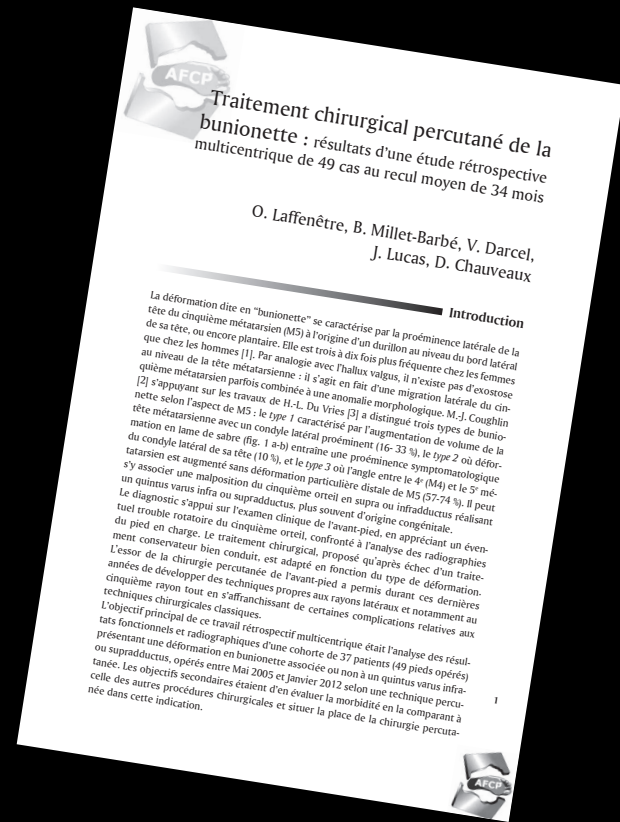 AFCP
Traitement chirurgical percutané de la
bunionette : résultats d'une étude rétrospective
multicentrique de 49 cas au recul moyen de 34 mois
O. Laffenêtre, B. Millet-Barbé, V. Darcel,
J. Lucas, D. Chauveaux
Introduction
La déformation dite en "bunionette" se caractérise par la proéminence latérale de la
tête du cinquième métatarsien (M5) à l'origine d'un durillon au niveau du bord latéral
de sa tête, ou encore plantaire. Elle est trois à dix fois plus fréquente chez les femmes
que chez les hommes [1]. Par analogie avec l'hallux valgus, il n'existe pas d'exostose
au niveau de la tête métatarsienne : il s'agit en fait d'une migration latérale du cin-
quième métatarsien parfois combinée à une anomalie morphologique. M.-J. Coughlin
[2] s'appuyant sur les travaux de H.-L. Du Vries [3] a distingué trois types de bunio-
nette selon l'aspect de M5 : le type 1 caractérisé par l'augmentation de volume de la
tête métatarsienne avec un condyle latéral proéminent (16- 33 %), le type 2 où défor-
mation en lame de sabre (fig. 1 a-b) entraîne une proéminence symptomatologique
du condyle latéral de sa tête (10 %), et le type 3 où l'angle entre le 4e (M4) et le 5e mé-
tatarsien est augmenté sans déformation particulière distale de M5 (57-74 %). Il peut
s'y associer une malposition du cinquième orteil en supra ou infradductus réalisant
un quintus varus infra ou supradductus, plus souvent d'origine congénitale.
Le diagnostic s'appui sur l'examen clinique de l'avant-pied, en appréciant un éven-
tuel trouble rotatoire du cinquième orteil, confronté à l'analyse des radiographies
du pied en charge. Le traitement chirurgical, proposé qu'après échec d'un traite-
ment conservateur bien conduit, est adapté en fonction du type de déformation.
L'essor de la chirurgie percutanée de l'avant-pied a permis durant ces dernières
années de développer des techniques propres aux rayons latéraux et notamment au
cinquième rayon tout en s'affranchissant de certaines complications relatives aux
techniques chirurgicales classiques.
L'objectif principal de ce travail rétrospectif multicentrique était l'analyse des résul-
tats fonctionnels et radiographiques d'une cohorte de 37 patients (49 pieds opérés)
présentant une déformation en bunionette associée ou non à un quintus varus infra-
ou supradductus, opérés entre Mai 2005 et Janvier 2012 selon une technique percu-
tanée. Les objectifs secondaires étaient d'en évaluer la morbidité en la comparant à
celle des autres procédures chirurgicales et situer la place de la chirurgie percuta-
née dans cette indication.
1
AFCP